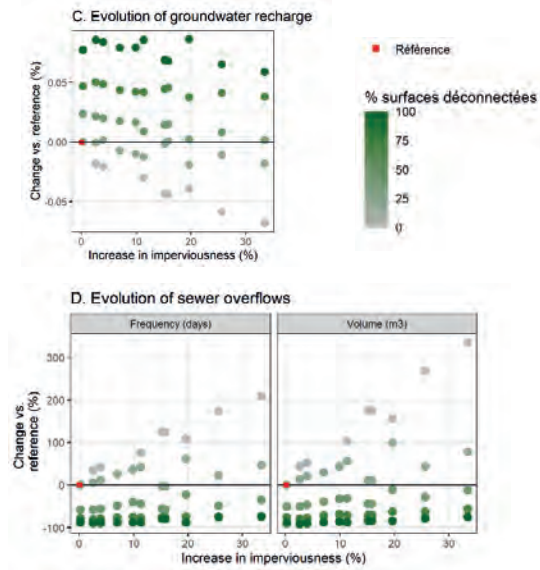 C. Evolution of groundwater recharge
Change vs. reference (%)
0.05
0.00
-0.05
0 10 20 30
Increase in imperviousness (%)
Référence
% surfaces déconnectées
100
75
50
25
0
D. Evolution of sewer overflows
Frequency (days) Volume (m3)
Change vs.
reference (%)
300
200
100
0
-100
0 10 20 30 0 10 20 30
Increase in imperviousness (%)